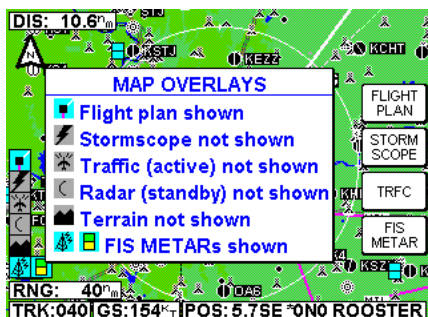 DIS: 10.6nm
KSTJ
KEZZ
KCHT
N
MAP OVERLAYS
Flight plan shown
Stormscope not shown
Traffic (active) not shown
Radar (standby) not shown
Terrain not shown
FIS METARs shown
FLIGHT
PLAN
STORM
SCOPE
TRFC
FIS
METAR
RNG: 40nm
0A6
TRK:040 GS:154KT POS: 5.7SE *0N0 ROOSTER